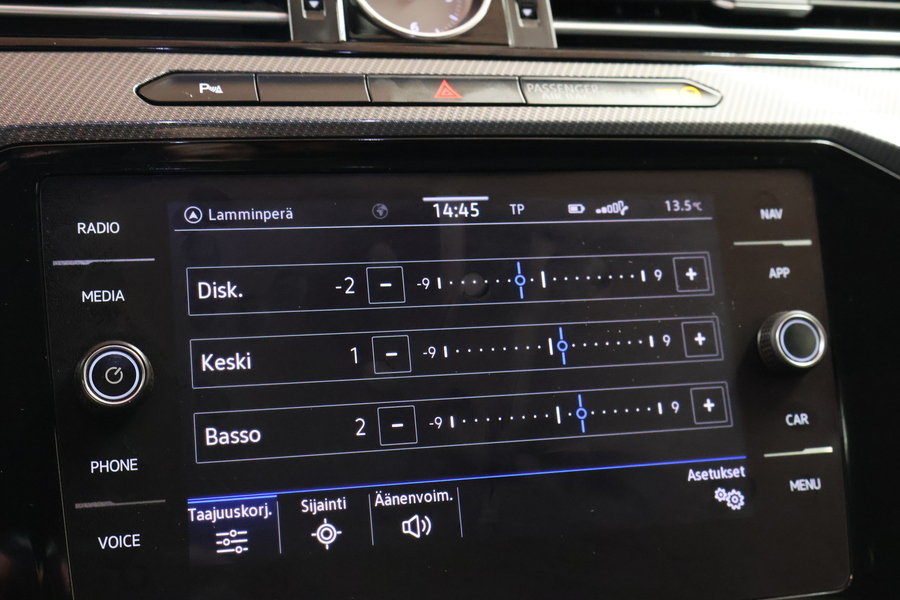 P
PASSENGER
RADIO
MEDIA
PHONE
VOICE
Lamminperä 14:45 TP 13.5°C
Disk. -2 - -9 9 +
Keski 1 - -9 9 +
Basso 2 - -9 9 +
Asetukset
Taajuuskorj. Sijainti Äänenvoim.
NAV
APP
CAR
MENU